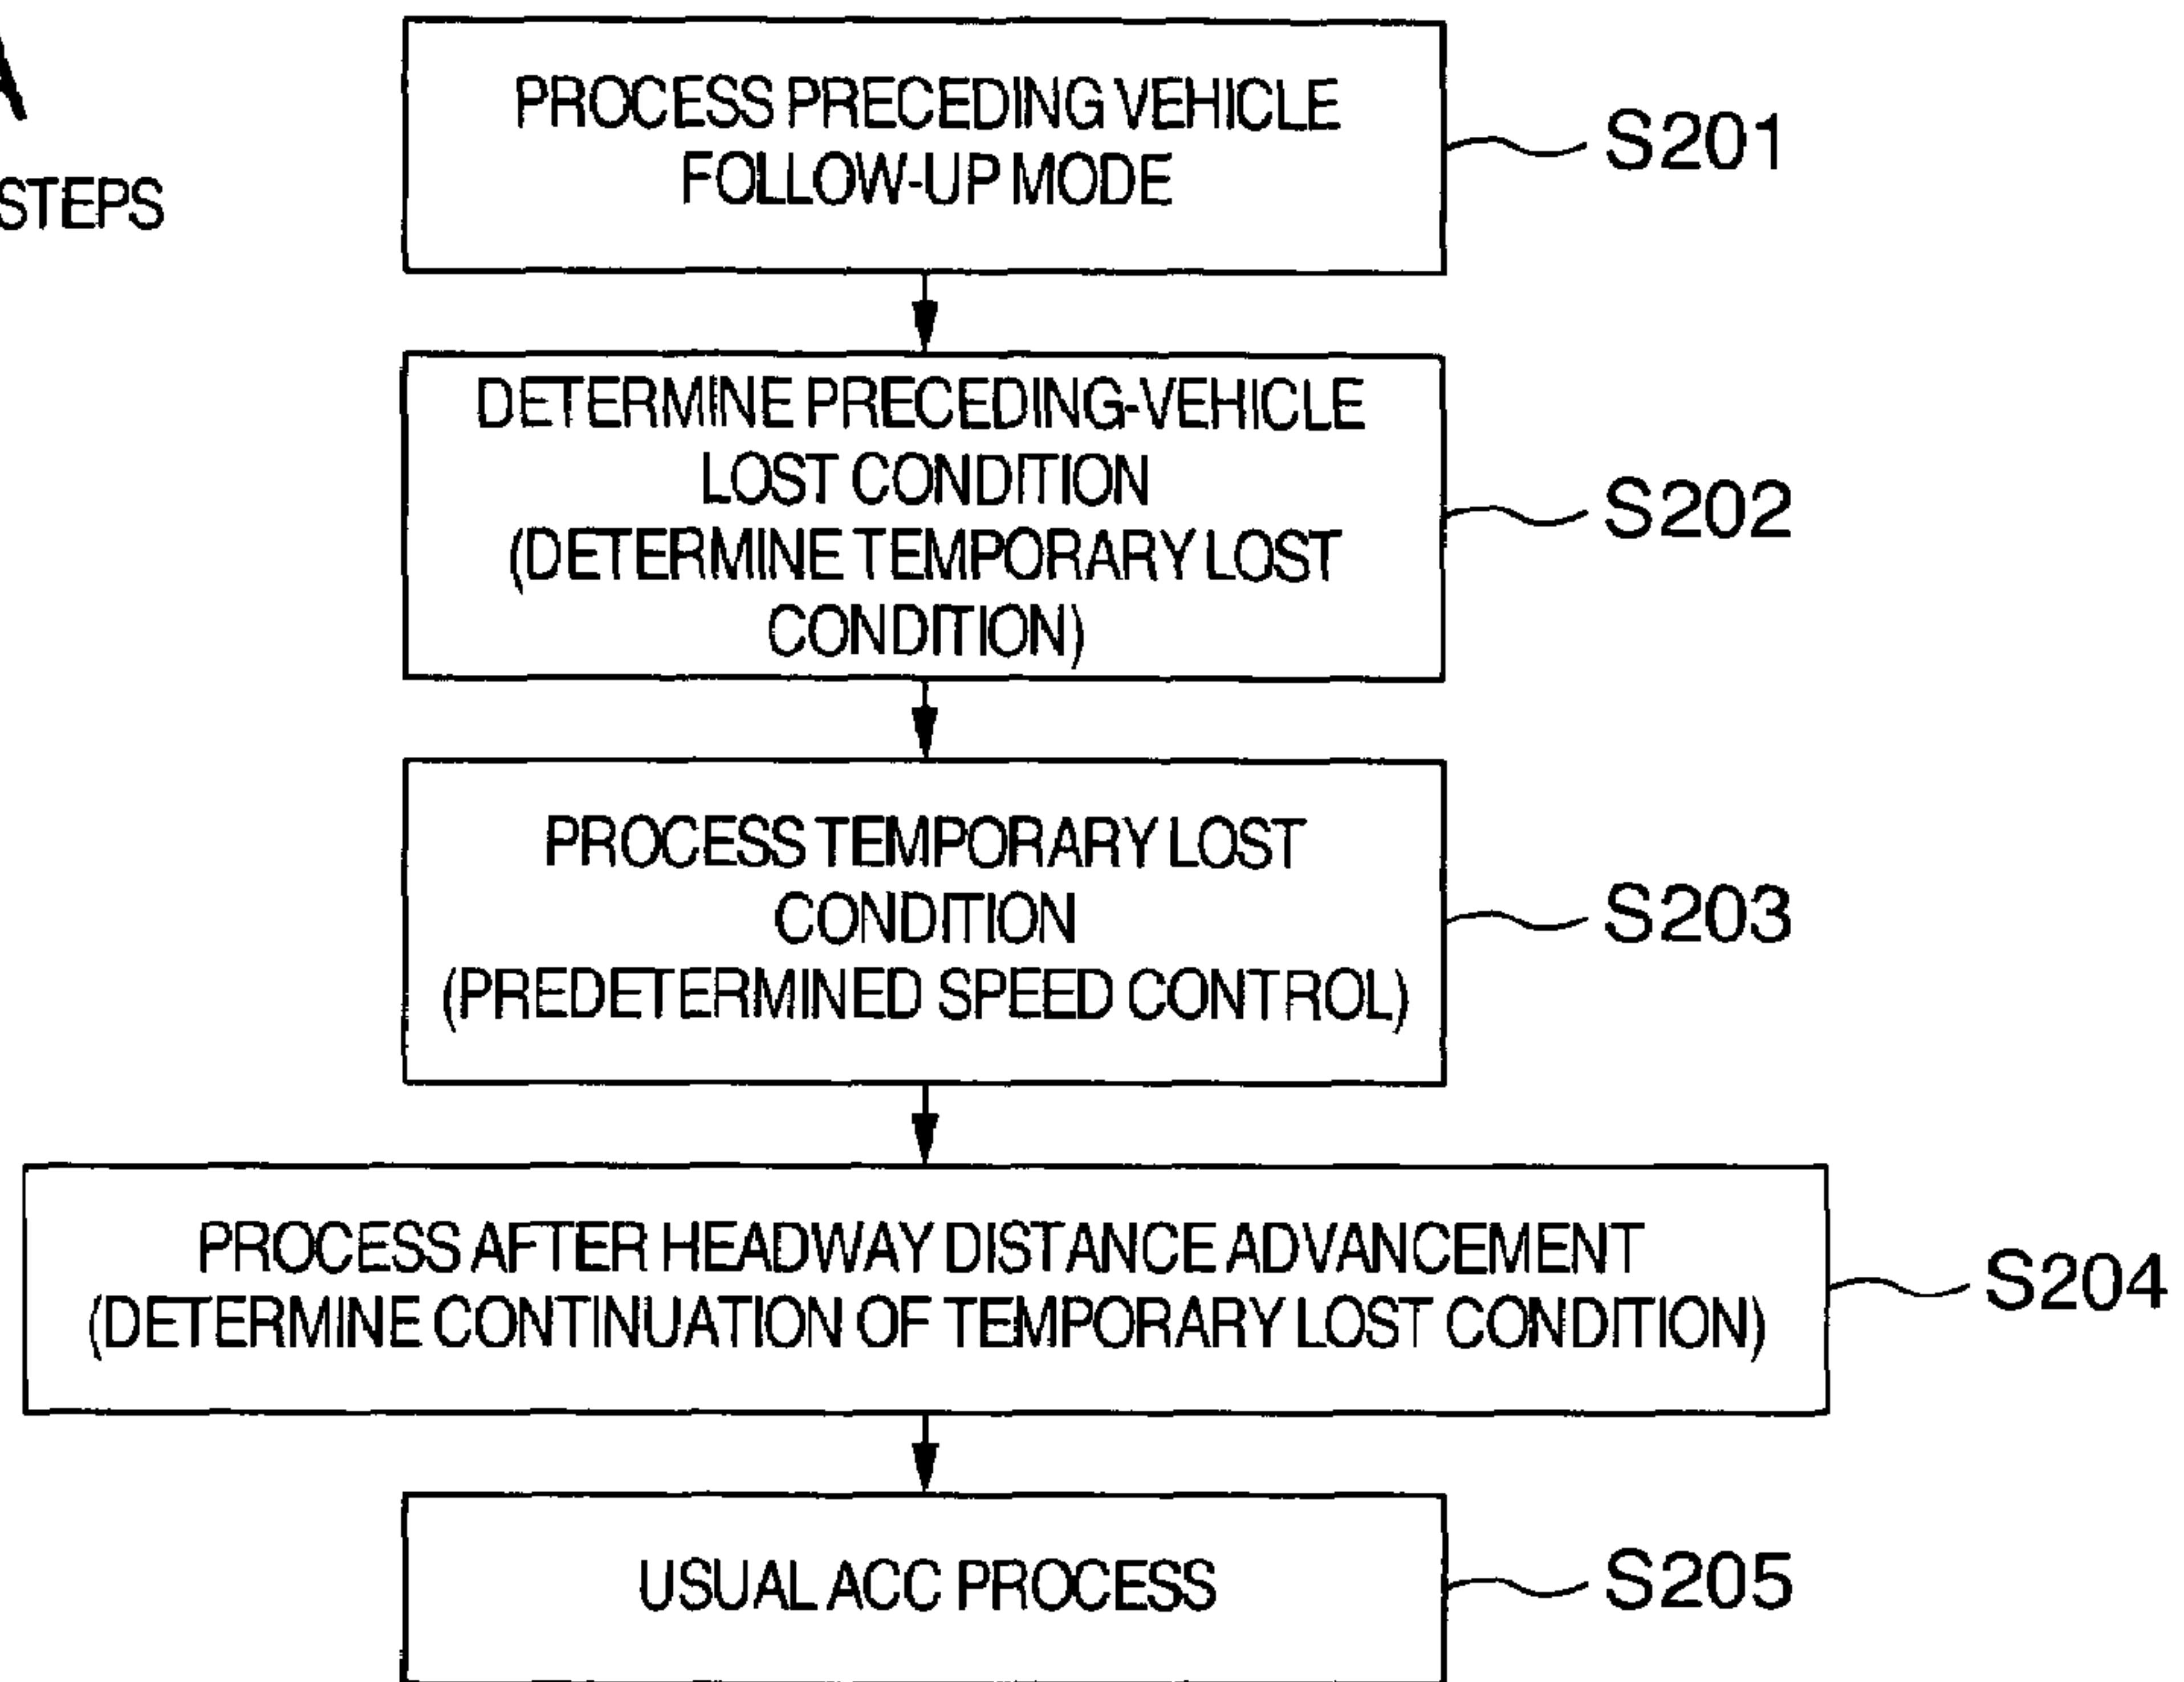 A
STEPS
PROCESS PRECEDING VEHICLE
FOLLOW-UP MODE
S201
DETERMINE PRECEDING-VEHICLE
LOST CONDITION
(DETERMINE TEMPORARY LOST
CONDITION)
S202
PROCESS TEMPORARY LOST
CONDITION
(PREDETERMINED SPEED CONTROL)
S203
PROCESS AFTER HEADWAY DISTANCE ADVANCEMENT
(DETERMINE CONTINUATION OF TEMPORARY LOST CONDITION)
S204
USUAL ACC PROCESS
S205